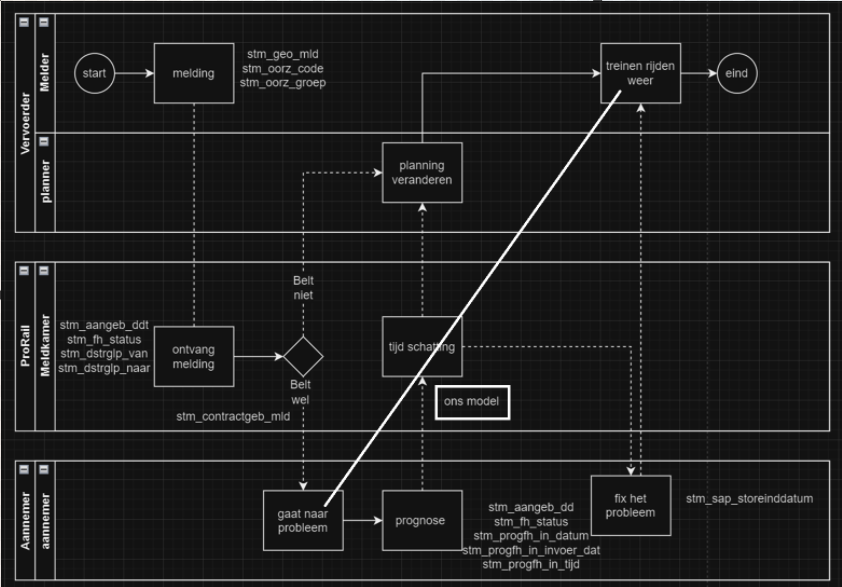 Vervoerder
Melder
start
melding
stm_geo_mld
stm_oorz_code
stm_oorz_groep
treinen rijden
weer
eind
planner
planning
veranderen
ProRail
Meldkamer
stm_aangeb_ddt
stm_fh_status
stm_dstrglp_van
stm_dstrglp_naar
ontvang
melding
Belt
niet
Belt
wel
stm_contractgeb_mld
tijd schatting
ons model
Aannemer
aannemer
gaat naar
probleem
prognose
stm_aangeb_dd
stm_fh_status
stm_progfh_in_datum
stm_progfh_in_invoer_dat
stm_progfh_in_tijd
fix het
probleem
stm_sap_storeinddatum